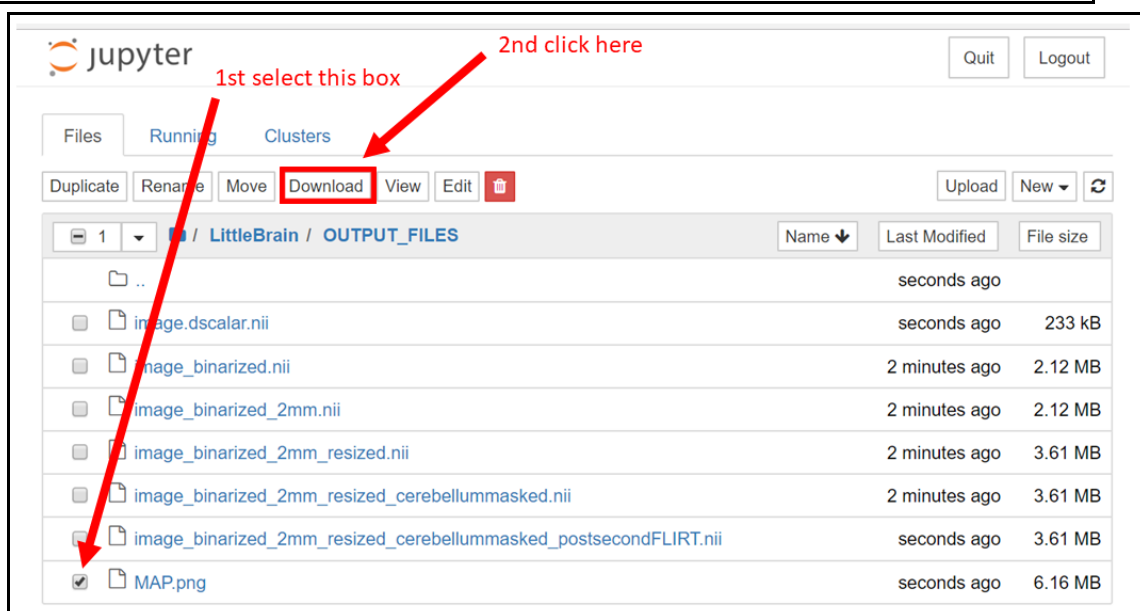 2nd click here
jupyter
Quit Logout
1st select this box
Files Running Clusters
Duplicate Rename Move Download View Edit Upload New
1 / LittleBrain / OUTPUT_FILES Name Last Modified File size
.. seconds ago
image.dscalar.nii seconds ago 233 kB
image_binarized.nii 2 minutes ago 2.12 MB
image_binarized_2mm.nii 2 minutes ago 2.12 MB
image_binarized_2mm_resized.nii 2 minutes ago 3.61 MB
image_binarized_2mm_resized_cerebellummasked.nii 2 minutes ago 3.61 MB
image_binarized_2mm_resized_cerebellummasked_postsecondFLIRT.nii seconds ago 3.61 MB
MAP.png seconds ago 6.16 MB